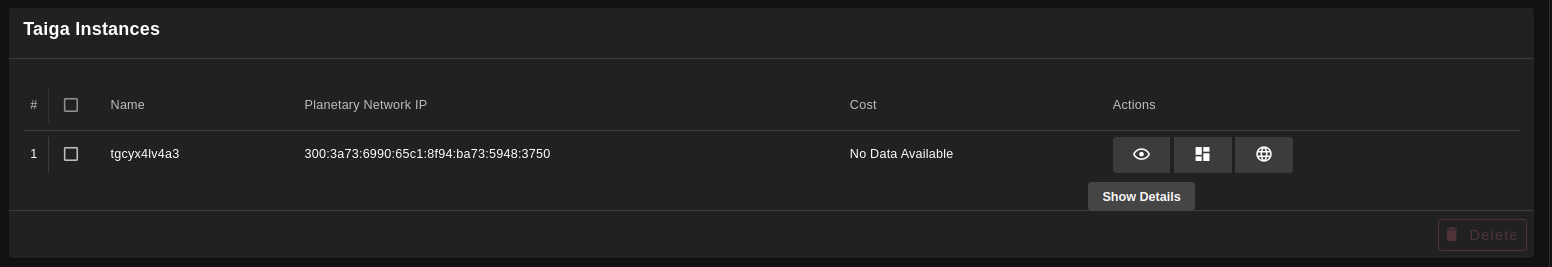 Taiga Instances
# Name Planetary Network IP Cost Actions
1 tgcyx4lv4a3 300:3a73:6990:65c1:8f94:ba73:5948:3750 No Data Available
Show Details
Delete